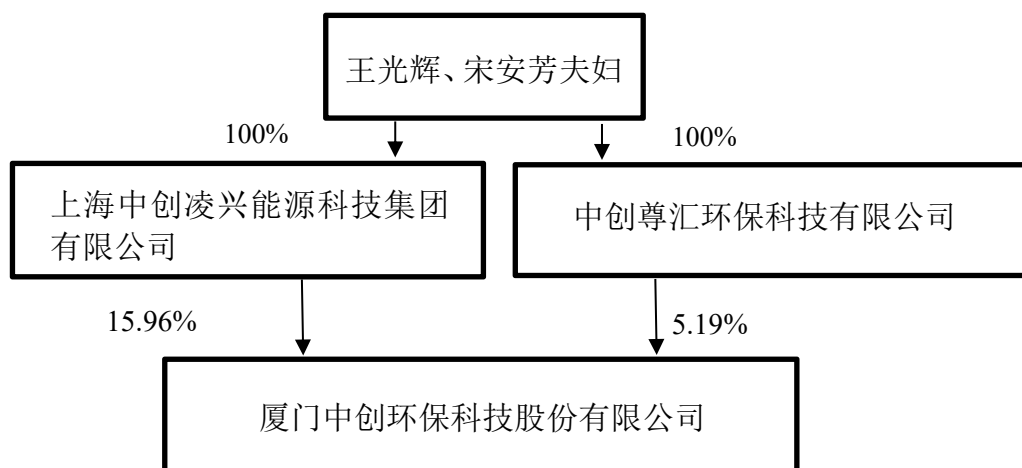 王光辉、宋安芳夫妇
100%
100%
上海中创凌兴能源科技集团
有限公司
中创尊汇环保科技有限公司
15.96%
5.19%
厦门中创环保科技股份有限公司